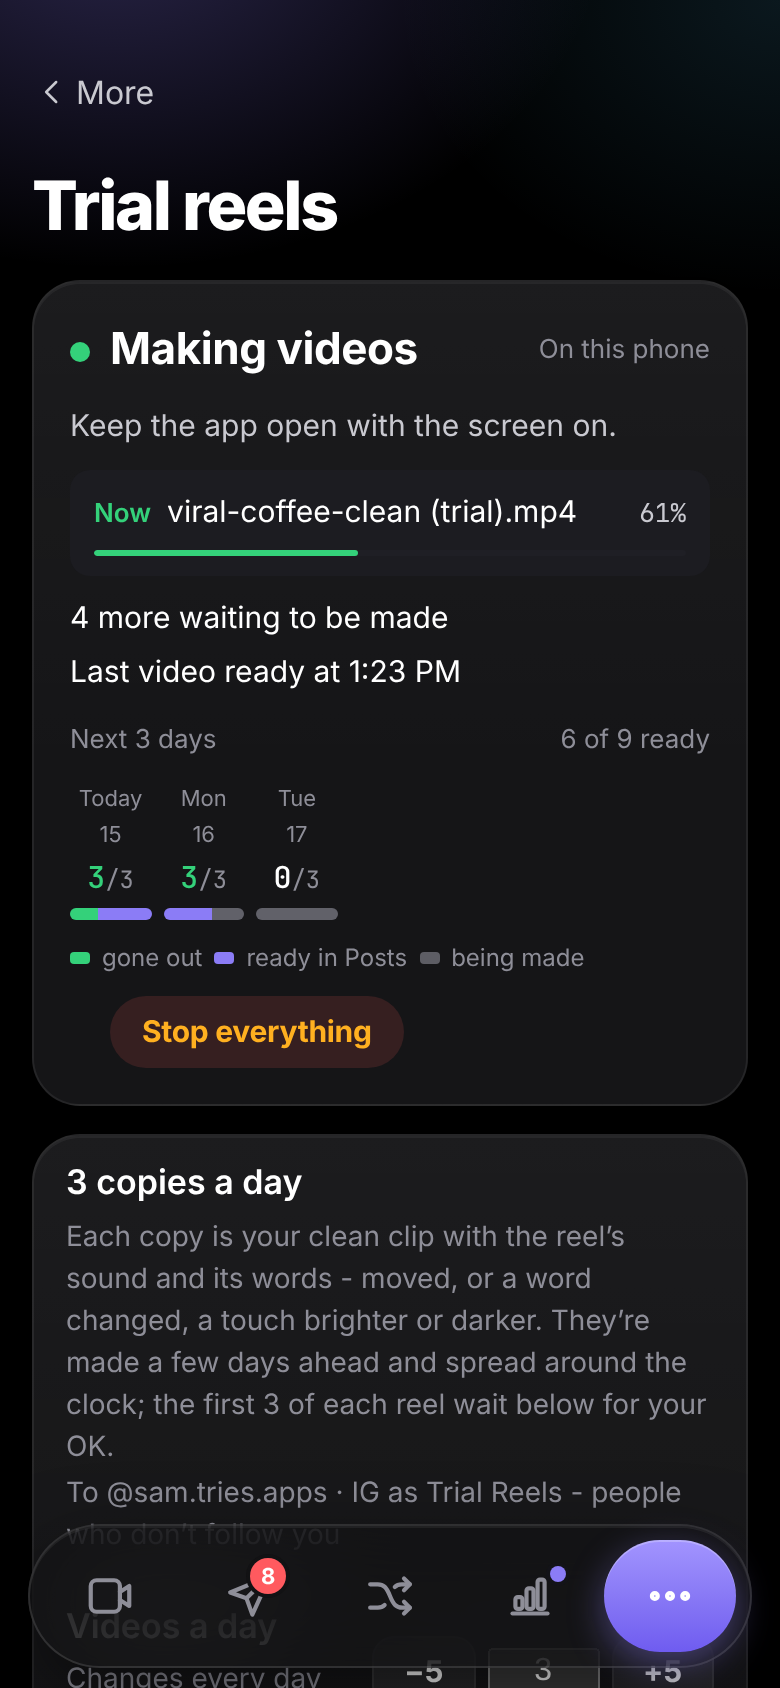 More
Trial reels
Making videos
On this phone
Keep the app open with the screen on.
Now viral-coffee-clean (trial).mp4 61%
4 more waiting to be made
Last video ready at 1:23 PM
Next 3 days
6 of 9 ready
Today Mon Tue
15 16 17
3/3 3/3 0/3
gone out ready in Posts being made
Stop everything
3 copies a day
Each copy is your clean clip with the reel’s
sound and its words - moved, or a word
changed, a touch brighter or darker. They’re
made a few days ahead and spread around the
clock; the first 3 of each reel wait below for your
OK.
To @sam.tries.apps · IG as Trial Reels - people
who don’t follow you
8
Videos a day
Changes every day
−5 3 +5